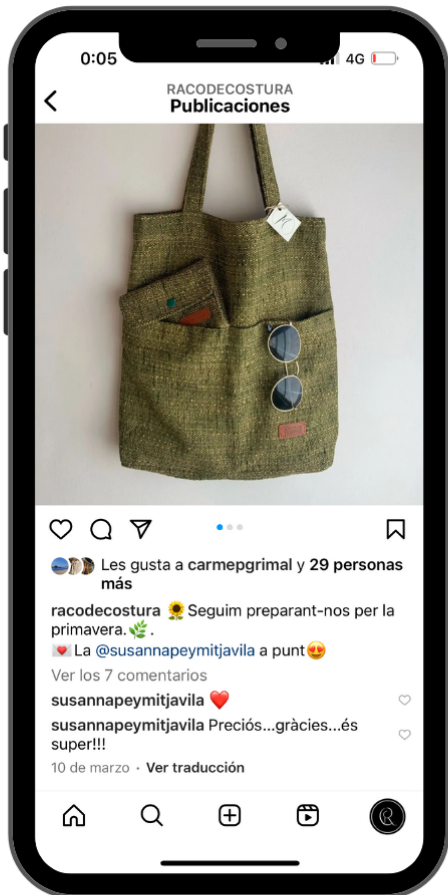 0:05
4G
RACODECOSTURA
Publicaciones
Les gusta a carmepgrimal y 29 personas
más
racodecostura 🌻Seguim preparant-nos per la
primavera.🌿.
💌La @susannapeymitjavila a punt😍
Ver los 7 comentarios
susannapeymitjavila ❤️
susannapeymitjavila Preciós...gràcies...és
super!!!
10 de marzo · Ver traducción